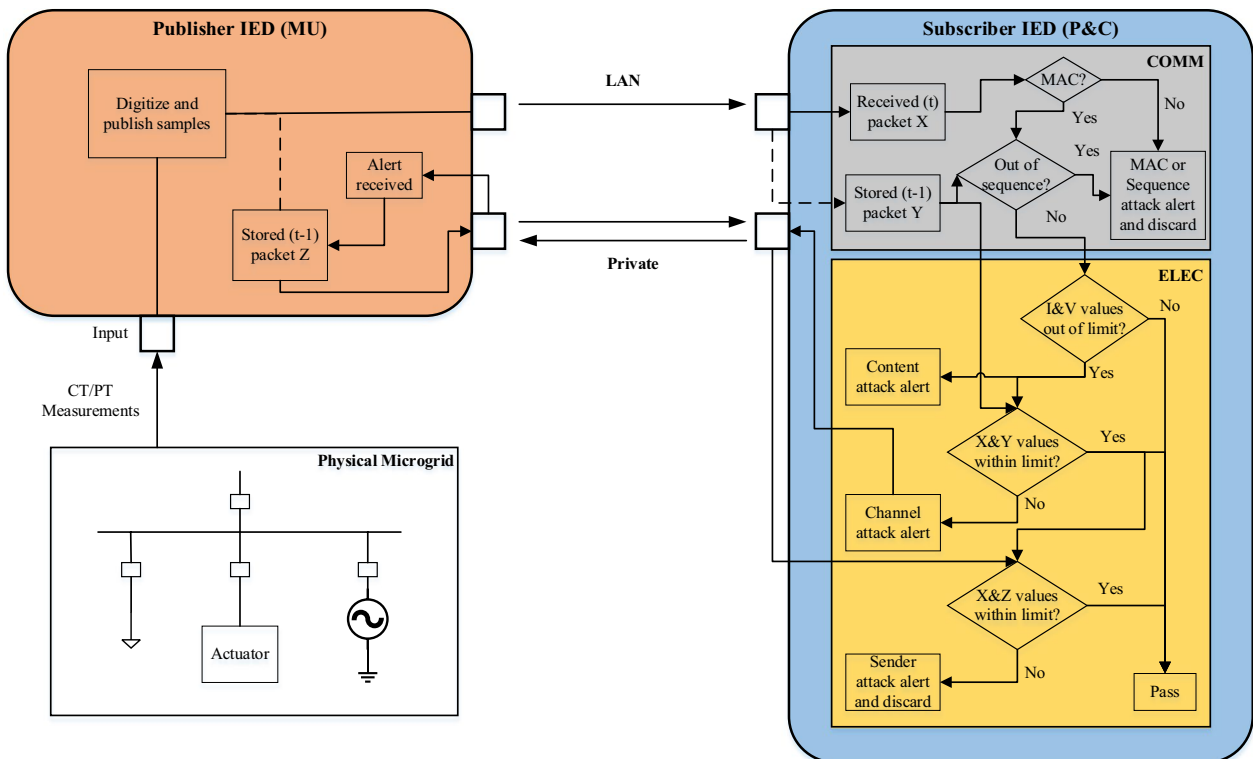 Publisher IED (MU)
Digitize and
publish samples
Alert
received
Stored (t-1)
packet Z
Input
CT/PT
Measurements
Physical Microgrid
Actuator
LAN
Private
Subscriber IED (P&C)
COMM
Received (t)
packet X
MAC?
No
Yes
Stored (t-1)
packet Y
Out of
sequence?
Yes
No
MAC or
Sequence
attack alert
and discard
ELEC
I&V values
out of limit?
No
Yes
Content
attack alert
X&Y values
within limit?
Yes
No
Channel
attack alert
X&Z values
within limit?
Yes
No
Sender
attack alert
and discard
Pass